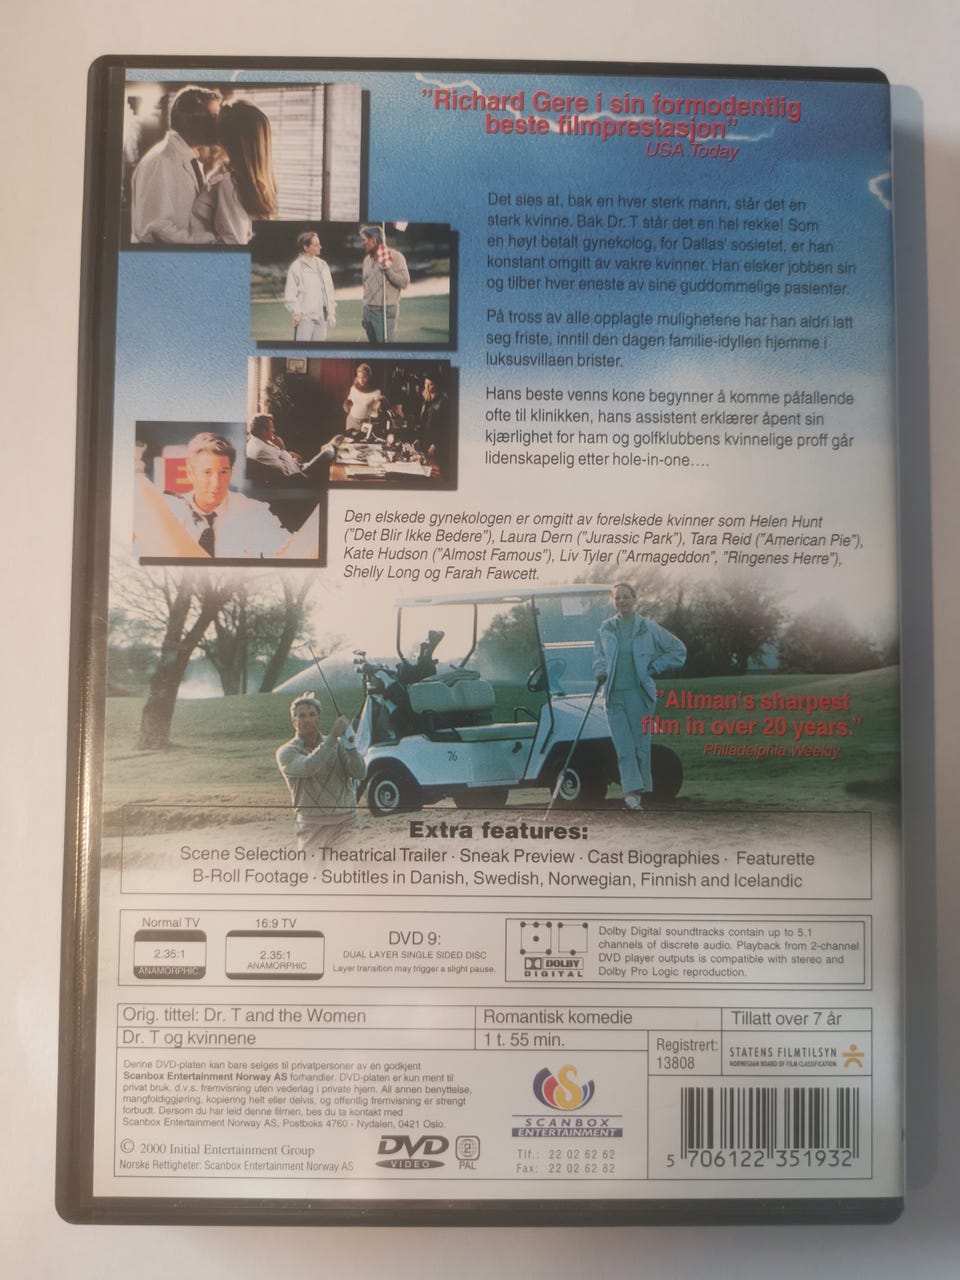 "Richard Gere i sin formodentlig
beste filmprestasjon"
USA Today
Det sies at, bak en hver sterk mann, står det en
sterk kvinne. Bak Dr. T står det en hel rekke! Som
en høyt betalt gynekolog, for Dallas' sosietet, er han
konstant omgitt av vakre kvinner. Han elsker jobben sin
og tilber hver eneste av sine guddommelige pasienter.
På tross av alle opplagte mulighetene har han aldri latt
seg friste, inntil den dagen familie-idyllen hjemme i
luksusvillaen brister.
Hans beste venns kone begynner å komme påfallende
ofte til klinikken, hans assistent erklærer åpent sin
kjærlighet for ham og golfklubbens kvinnelige proff går
lidenskapelig etter hole-in-one....
Den elskede gynekologen er omgitt av forelskede kvinner som Helen Hunt
("Det Blir Ikke Bedere"), Laura Dern ("Jurassic Park"), Tara Reid ("American Pie"),
Kate Hudson ("Almost Famous"), Liv Tyler ("Armageddon", "Ringenes Herre"),
Shelly Long og Farah Fawcett.
"Altman's sharpest
film in over 20 years."
Philadelphia Weekly
76
Extra features:
Scene Selection · Theatrical Trailer · Sneak Preview · Cast Biographies · Featurette
B-Roll Footage · Subtitles in Danish, Swedish, Norwegian, Finnish and Icelandic
Normal TV
2.35:1
ANAMORPHIC
16:9 TV
2.35:1
ANAMORPHIC
DVD 9:
DUAL LAYER SINGLE SIDED DISC
Layer transition may trigger a slight pause.
DOLBY
DIGITAL
Dolby Digital soundtracks contain up to 5.1
channels of discrete audio. Playback from 2-channel
DVD player outputs is compatible with stereo and
Dolby Pro Logic reproduction.
Orig. tittel: Dr. T and the Women
Romantisk komedie
Tillatt over 7 år
Dr. T og kvinnene
1 t. 55 min.
Registrert:
13808
STATENS FILMTILSYN
NORWEGIAN BOARD OF FILM CLASSIFICATION
Denne DVD-platen kan bare selges til privatpersoner av en godkjent
Scanbox Entertainment Norway AS forhandler. DVD-platen er kun ment til
privat bruk, d.v.s. fremvisning uten vederlag i private hjem. All annen benyttelse,
mangfoldiggjøring, kopiering helt eller delvis, og offentlig fremvisning er strengt
forbudt. Dersom du har leid denne filmen, bes du ta kontakt med
Scanbox Entertainment Norway AS, Postboks 4760 - Nydalen, 0421 Oslo.
© 2000 Initial Entertainment Group
Norske Rettigheter: Scanbox Entertainment Norway AS
DVD
VIDEO
2
PAL
SCANBOX
ENTERTAINMENT
Tlf.: 22 02 62 62
Fax: 22 02 62 82
5 706122 351932